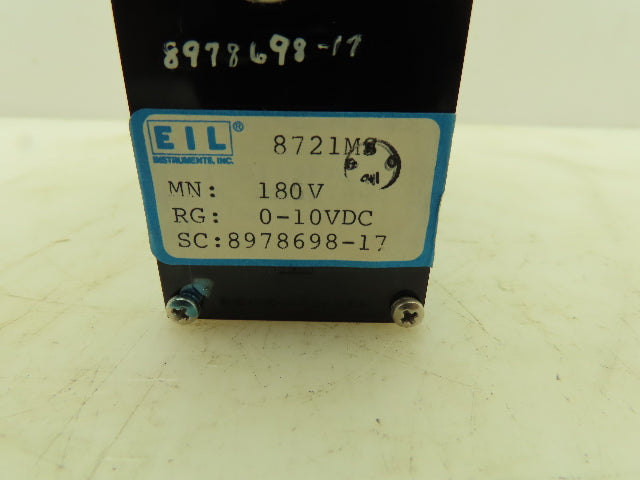 8978698-17
EIL®
INSTRUMENTS, INC.
8721MS
MN: 180V
RG: 0-10VDC
SC:8978698-17